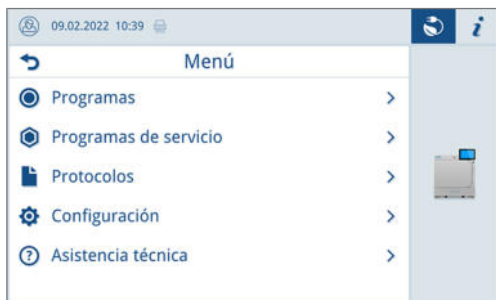 09.02.2022 10:39
i
Menú
Programas
Programas de servicio
Protocolos
Configuración
? Asistencia técnica